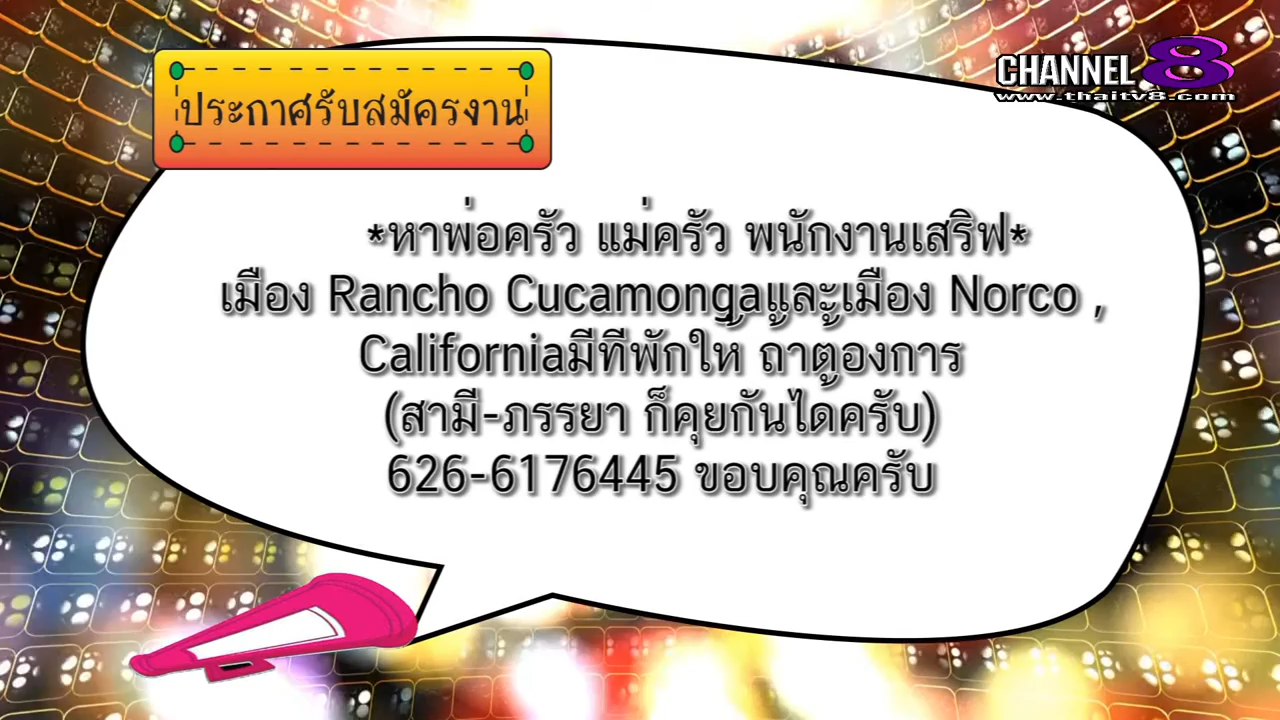 CHANNEL 8
www.thaitv8.com
ประกาศรับสมัครงาน
*หาพ่อครัว แม่ครัว พนักงานเสริฟ*
เมือง Rancho Cucamongaและเมือง Norco ,
Californiaมีที่พักให้ ถ้าต้องการ
(สามี-ภรรยา ก็คุยกันได้ครับ)
626-6176445 ขอบคุณครับ